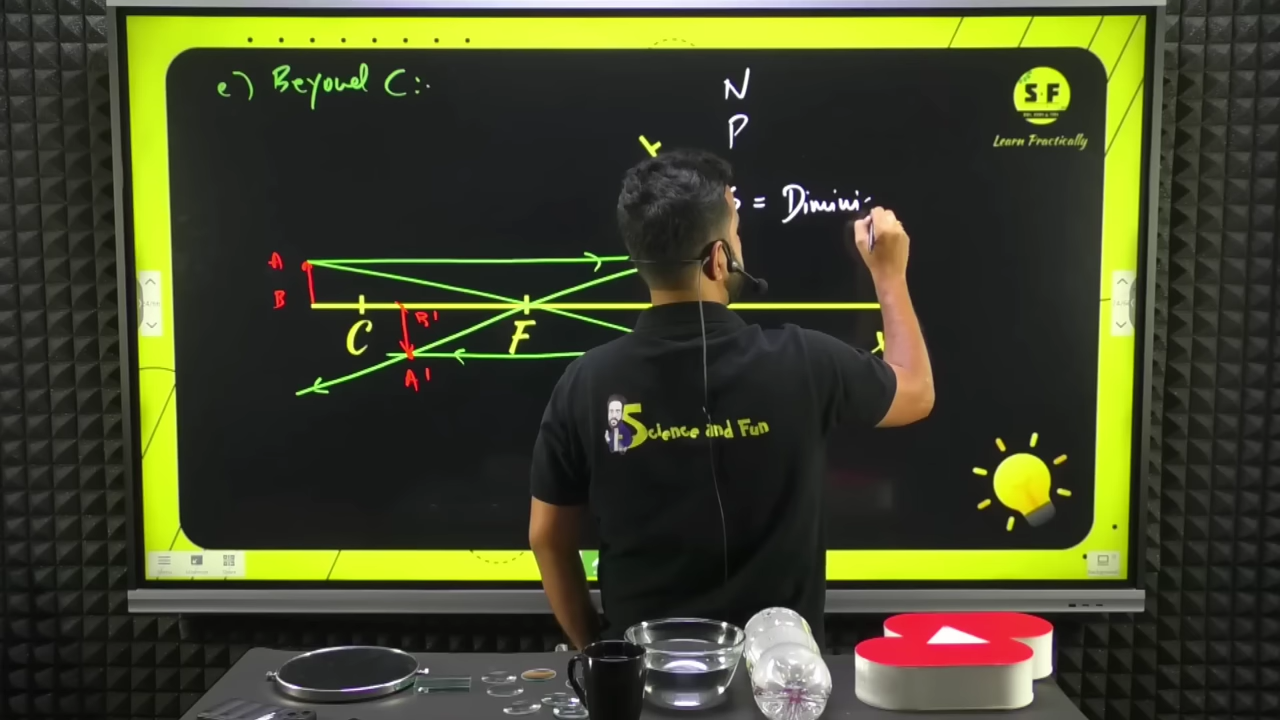 e) Beyond C:.
N
P
S = Dimini
S F
Learn Practically
A
B
C
B'
F
A'
Science and Fun